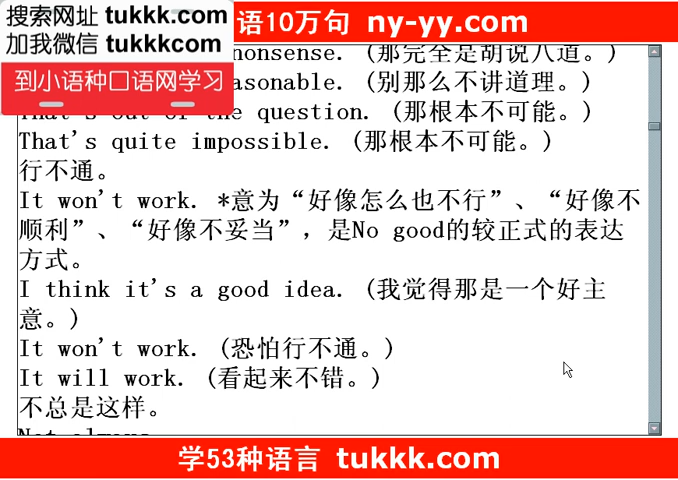 搜索网址 tukkk.com
加我微信 tukkkcom
到小语种口语网学习
语10万句 ny-yy.com
nonsense. (那完全是胡说八道。)
asonable. (别那么不讲道理。)
That's out of the question. (那根本不可能。)
That's quite impossible. (那根本不可能。)
行不通。
It won't work. *意为“好像怎么也不行”、“好像不
顺利”、“好像不妥当”，是No good的较正式的表达
方式。
I think it's a good idea. (我觉得那是一个好主
意。)
It won't work. (恐怕行不通。)
It will work. (看起来不错。)
不总是这样。
Not always.
学53种语言 tukkk.com